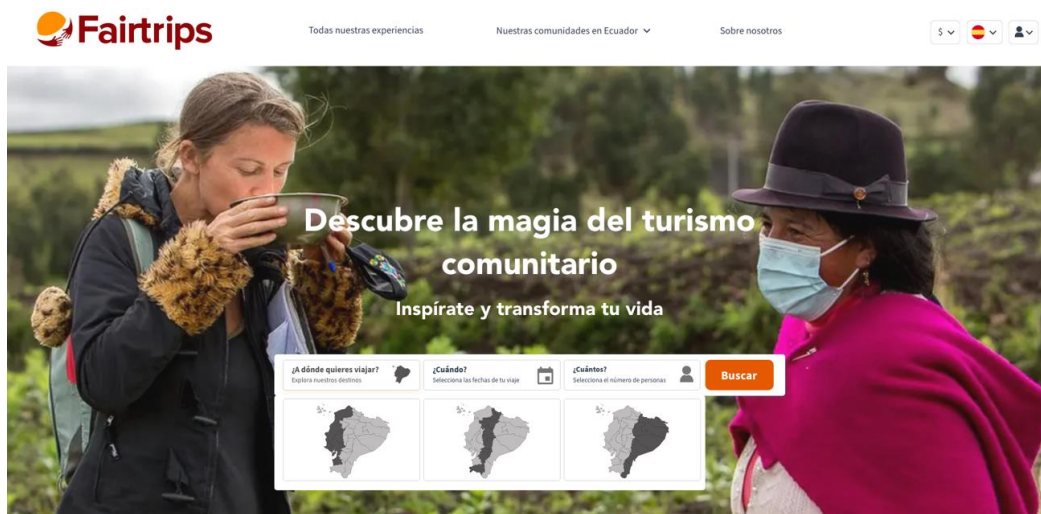 Fairtrips
Todas nuestras experiencias
Nuestras comunidades en Ecuador
Sobre nosotros
$
Descubre la magia del turismo
comunitario
Inspírate y transforma tu vida
¿A dónde quieres viajar?
Explora nuestros destinos
¿Cuándo?
Selecciona las fechas de tu viaje
¿Cuántos?
Selecciona el número de personas
Buscar